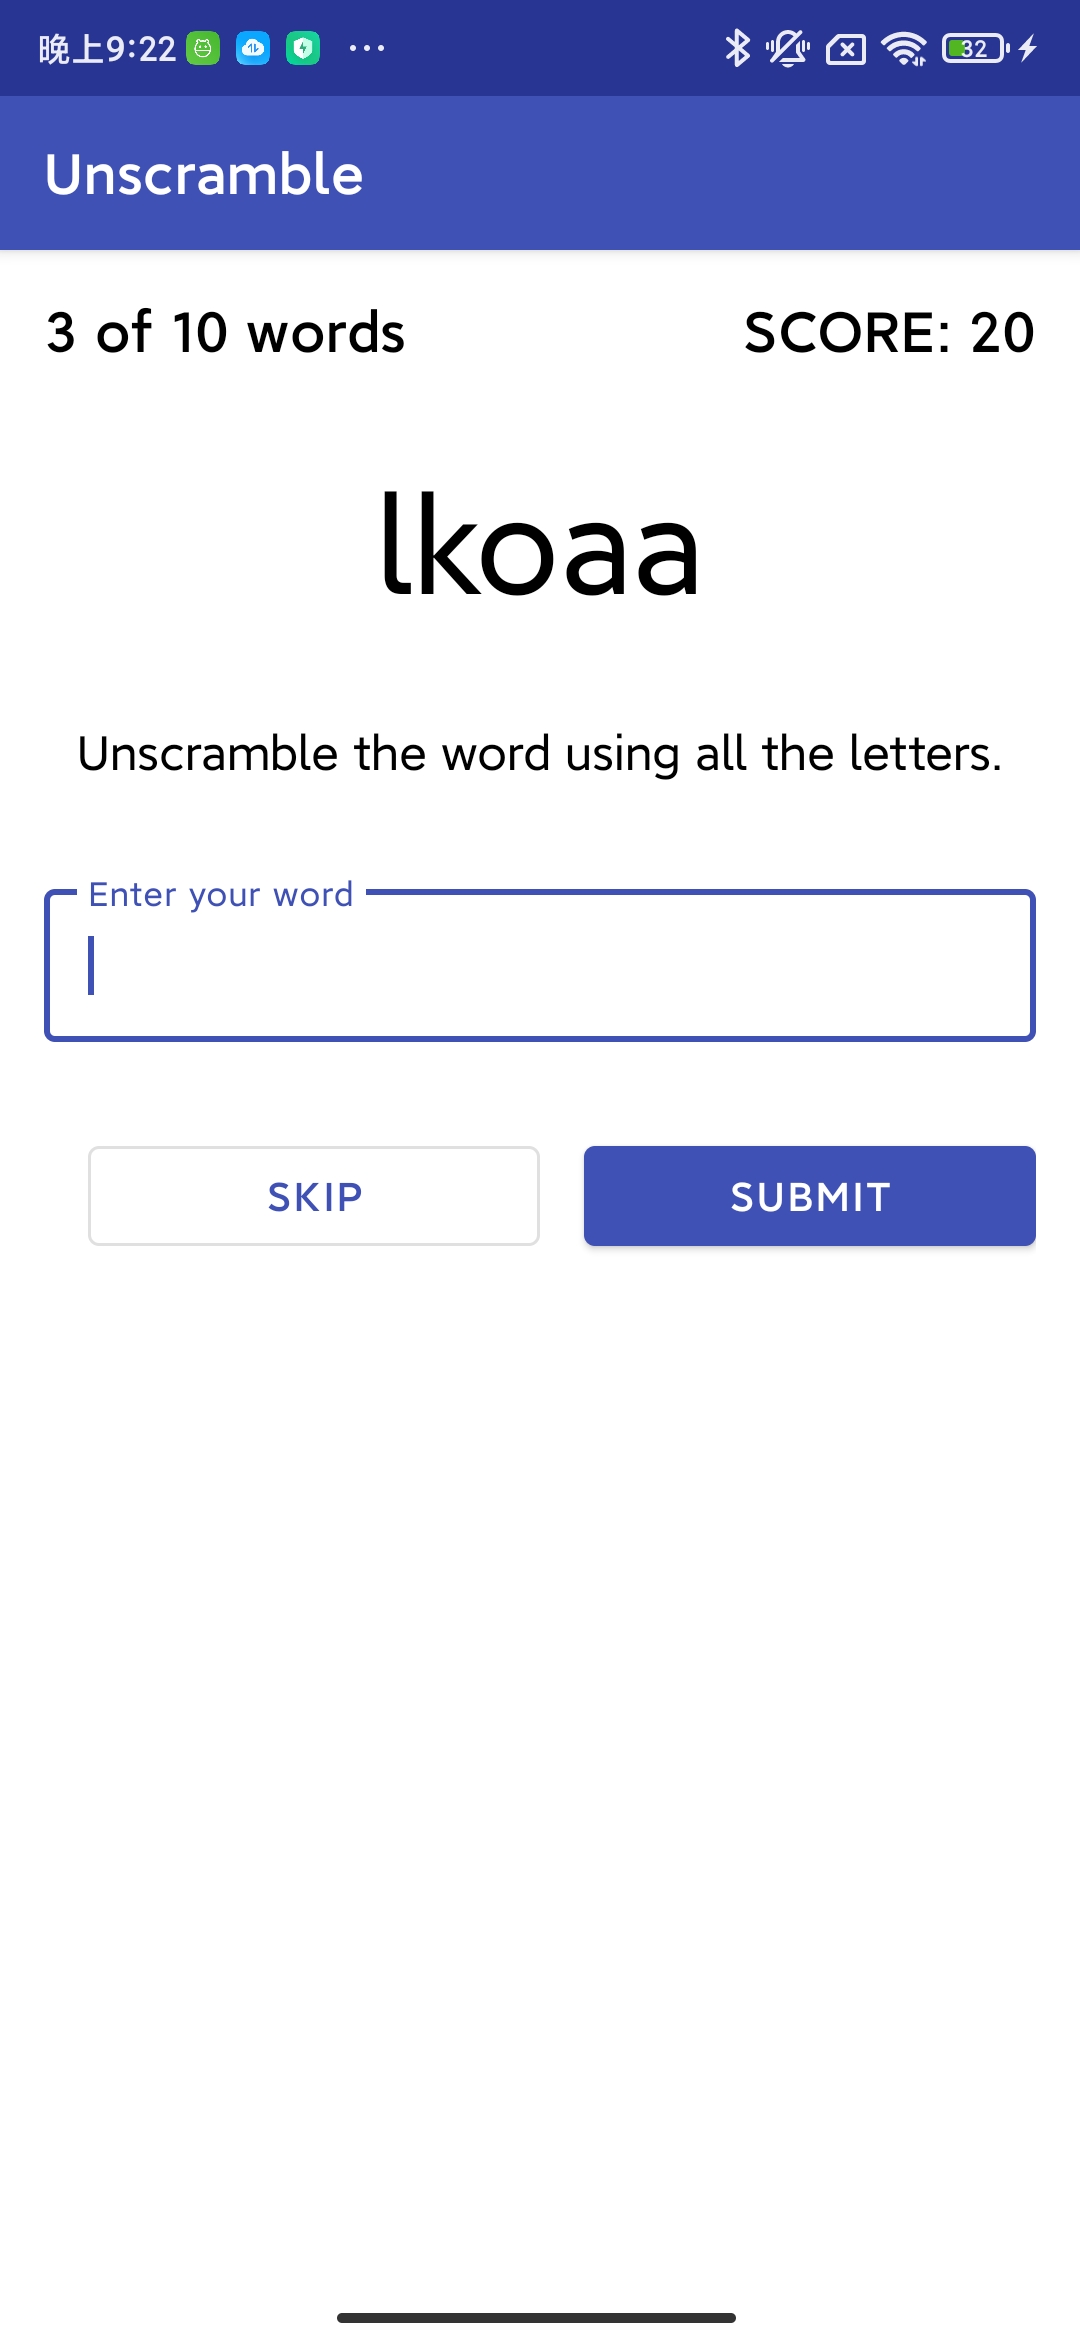 晚上9:22
32
Unscramble
3 of 10 words
SCORE: 20
lkoaa
Unscramble the word using all the letters.
Enter your word
SKIP
SUBMIT